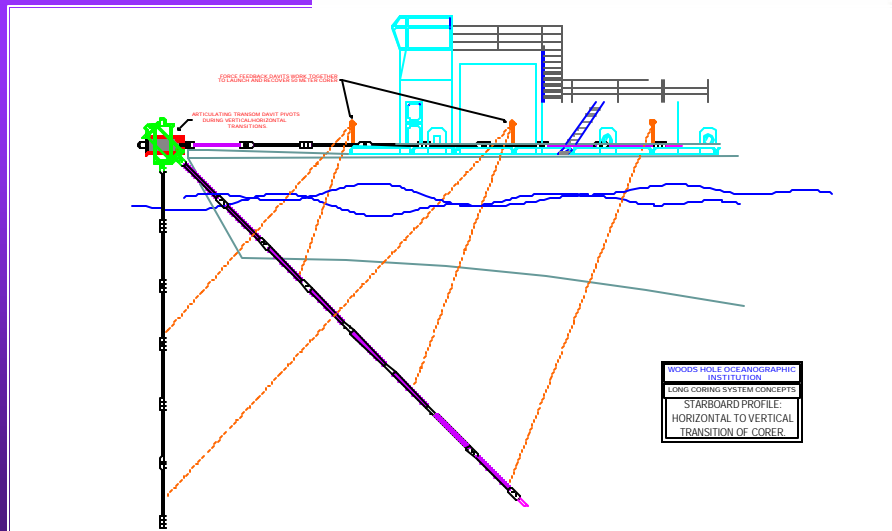 FORCE FEEDBACK DAVITS WORK TOGETHER
TO LAUNCH AND RECOVER 50 METER CORER
ARTICULATING TRANSOM DAVIT PIVOTS
DURING VERTICAL/HORIZONTAL
TRANSITIONS.
WOODS HOLE OCEANOGRAPHIC
INSTITUTION
LONG CORING SYSTEM CONCEPTS
STARBOARD PROFILE:
HORIZONTAL TO VERTICAL
TRANSITION OF CORER.